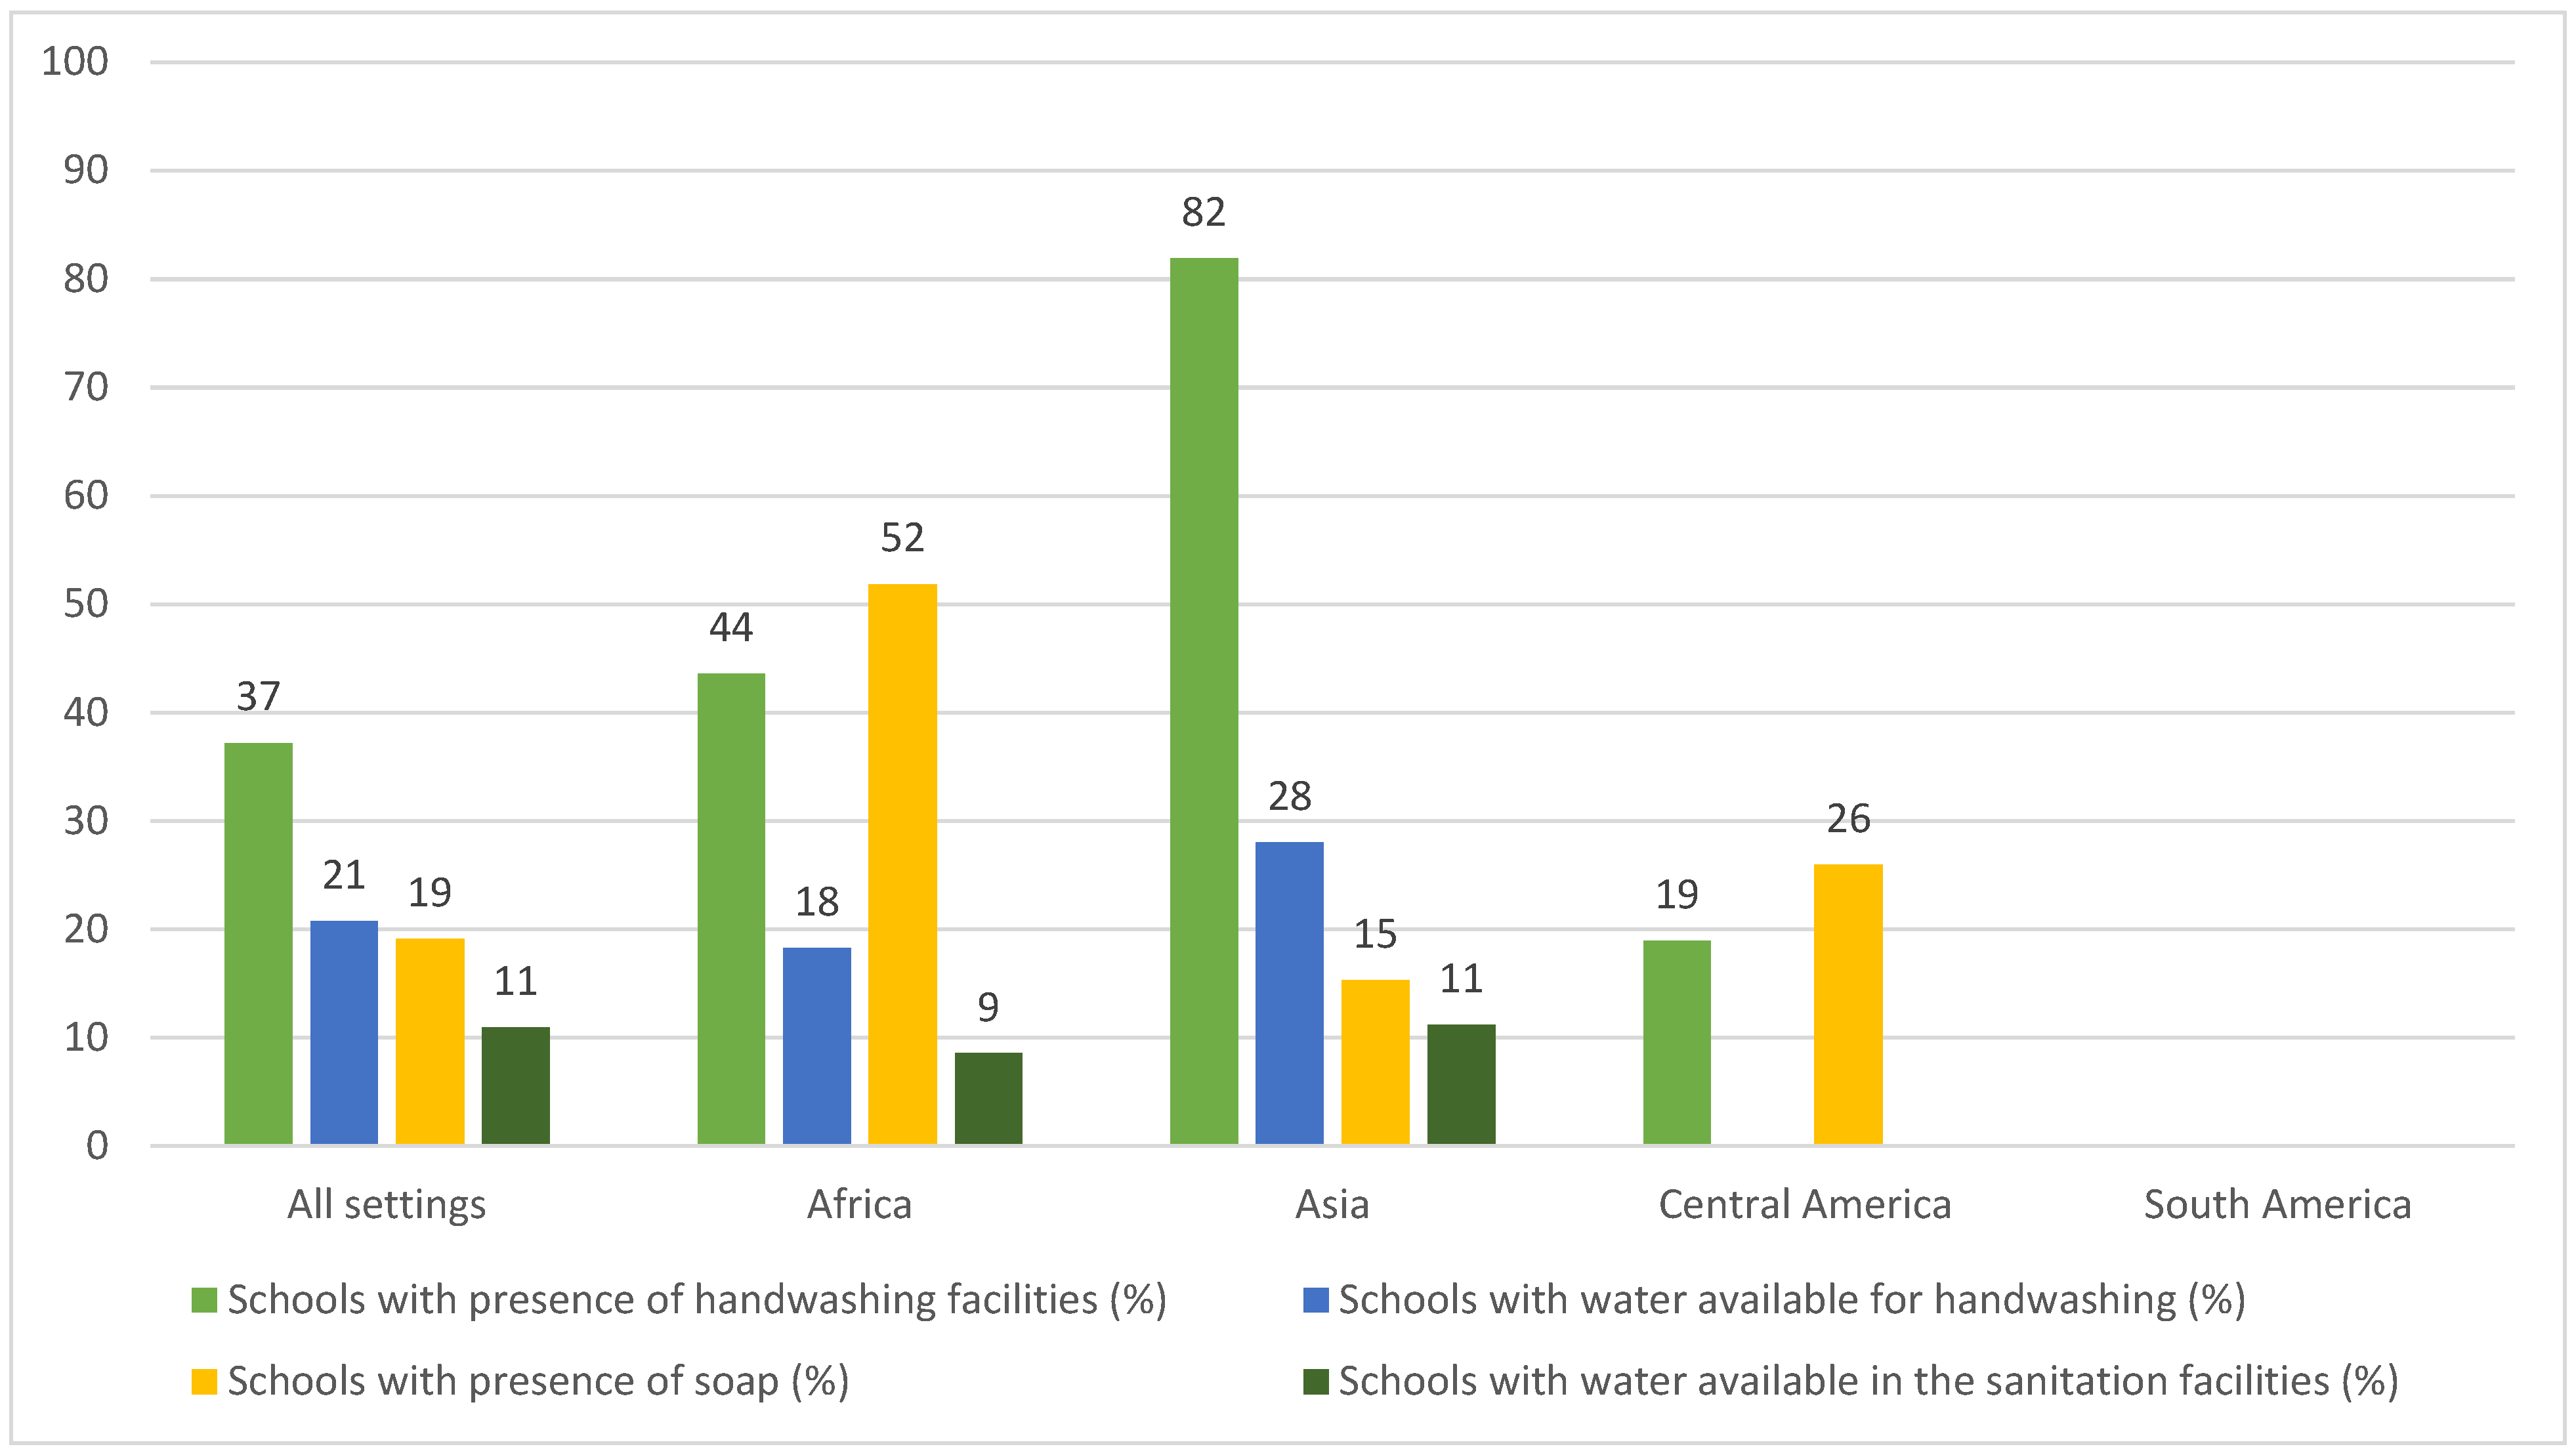 100
90
80
70
60
50
40
30
20
10
0
37
21
19
11
44
18
52
9
82
28
15
11
19
26
All settings
Africa
Asia
Central America
South America
Schools with presence of handwashing facilities (%)
Schools with water available for handwashing (%)
Schools with presence of soap (%)
Schools with water available in the sanitation facilities (%)